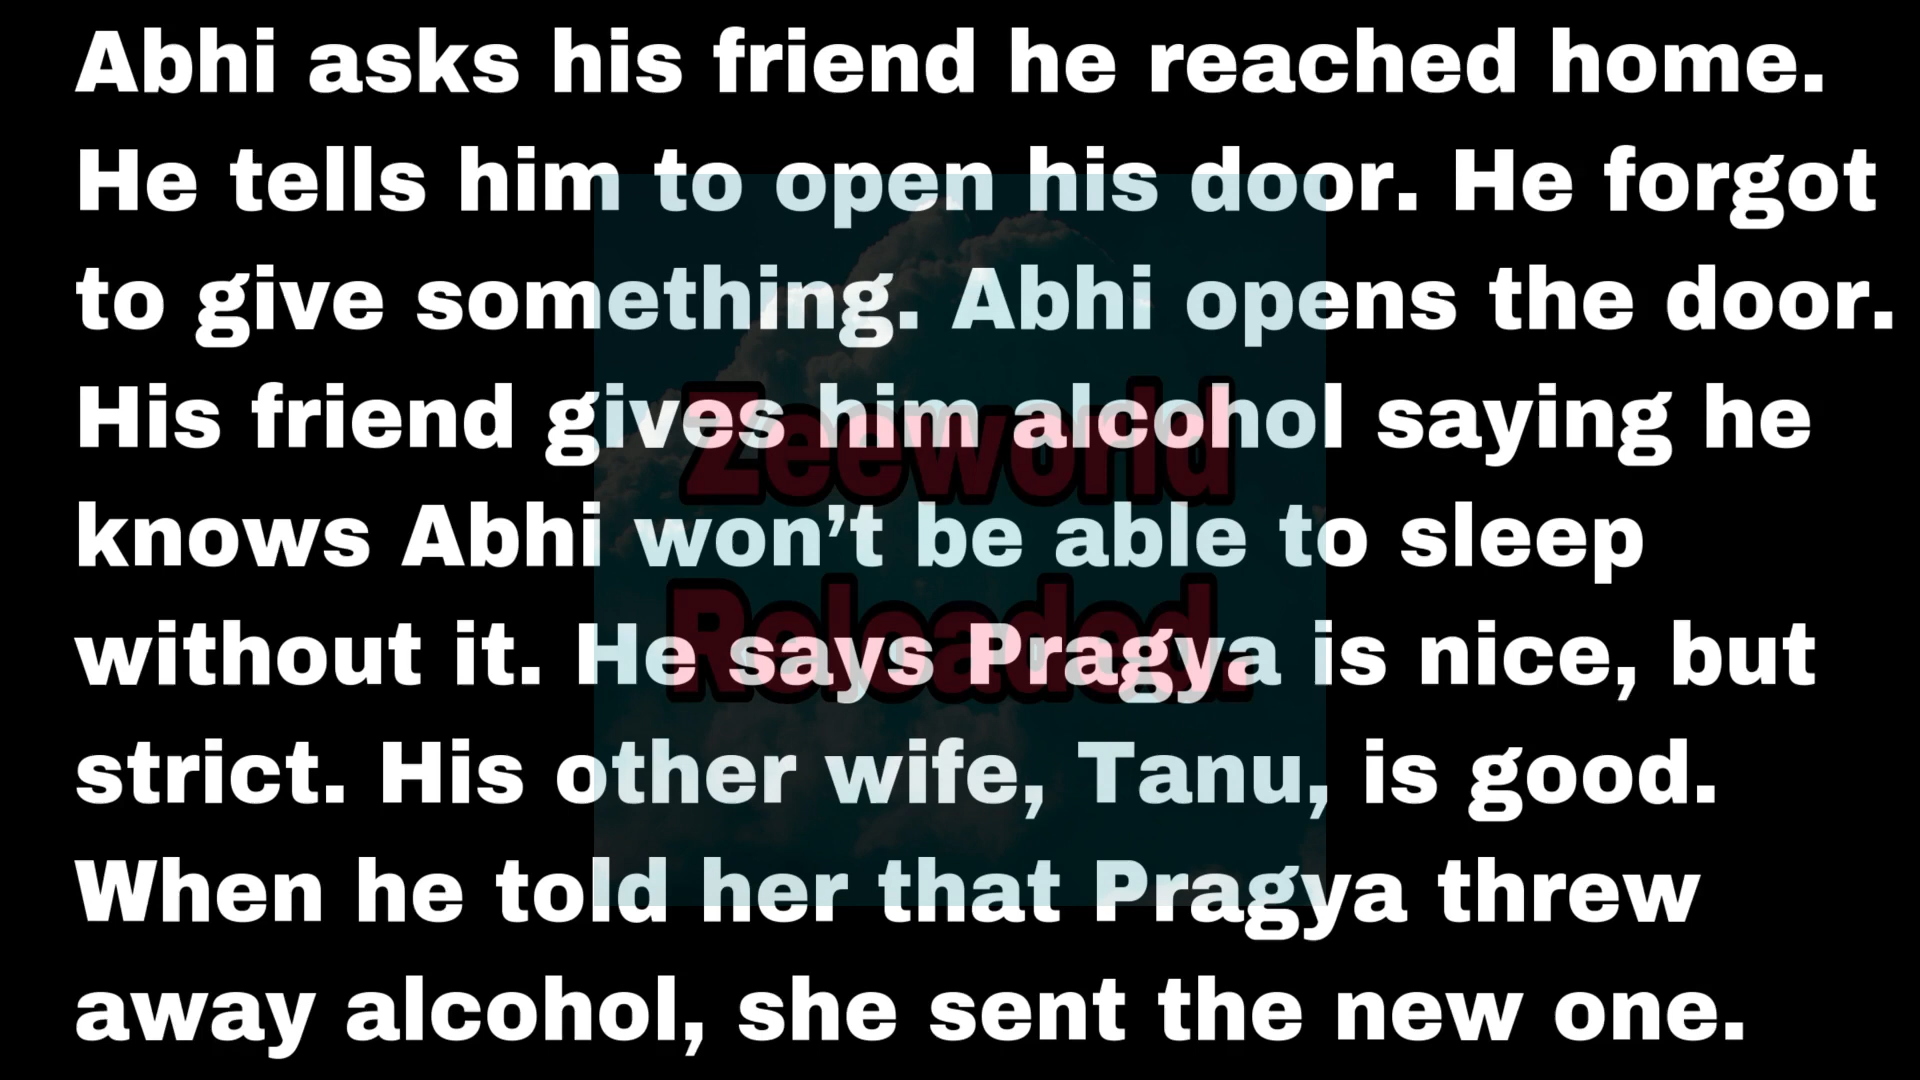 Abhi asks his friend he reached home.
He tells him to open his door. He forgot
to give something. Abhi opens the door.
His friend gives him alcohol saying he
knows Abhi won’t be able to sleep
without it. He says Pragya is nice, but
strict. His other wife, Tanu, is good.
When he told her that Pragya threw
away alcohol, she sent the new one.
Zeeworld
Reloaded.